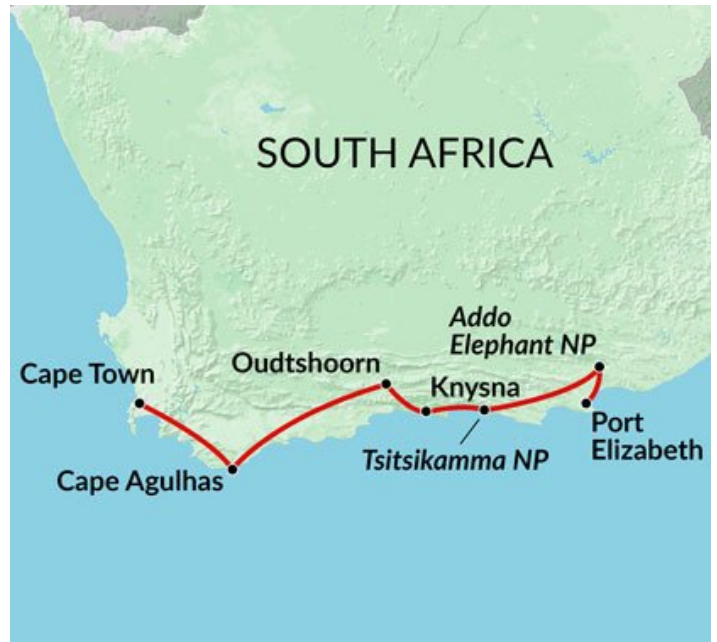 SOUTH AFRICA
Addo
Elephant NP
Oudtshoorn
Knysna
Cape Town
Port
Elizabeth
Tsitsikamma NP
Cape Agulhas